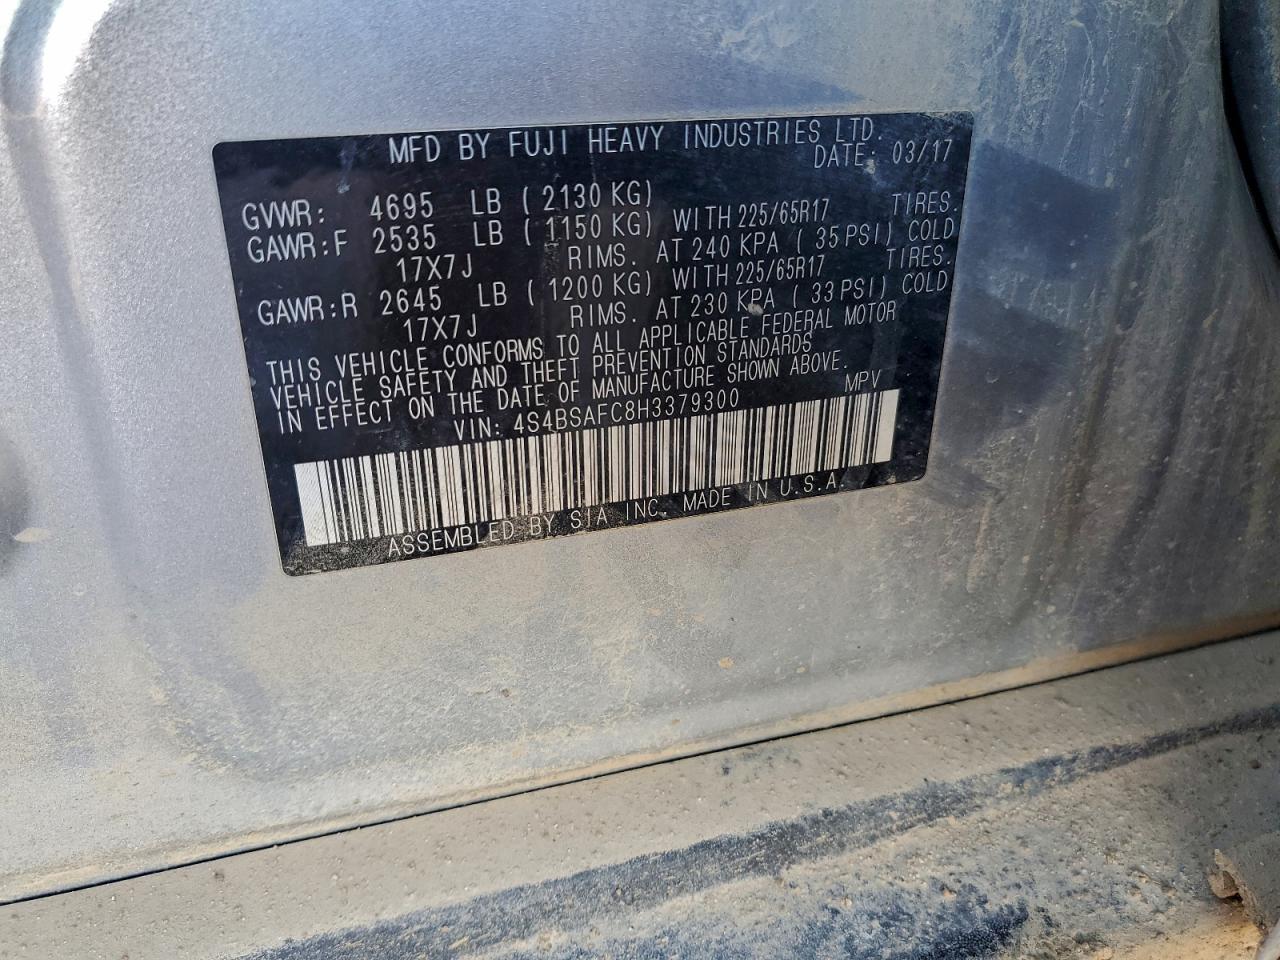 MFD BY FUJI HEAVY INDUSTRIES LTD.
DATE: 03/17
GVWR: 4695 LB ( 2130 KG)
GAWR:F 2535 LB ( 1150 KG) WITH 225/65R17 TIRES.
17X7J RIMS. AT 240 KPA ( 35 PSI) COLD
GAWR:R 2645 LB ( 1200 KG) WITH 225/65R17 TIRES.
17X7J RIMS. AT 230 KPA ( 33 PSI) COLD
THIS VEHICLE CONFORMS TO ALL APPLICABLE FEDERAL MOTOR
VEHICLE SAFETY AND THEFT PREVENTION STANDARDS
IN EFFECT ON THE DATE OF MANUFACTURE SHOWN ABOVE.
VIN: 4S4BSAFC8H3379300 MPV
ASSEMBLED BY SIA INC. MADE IN U.S.A.